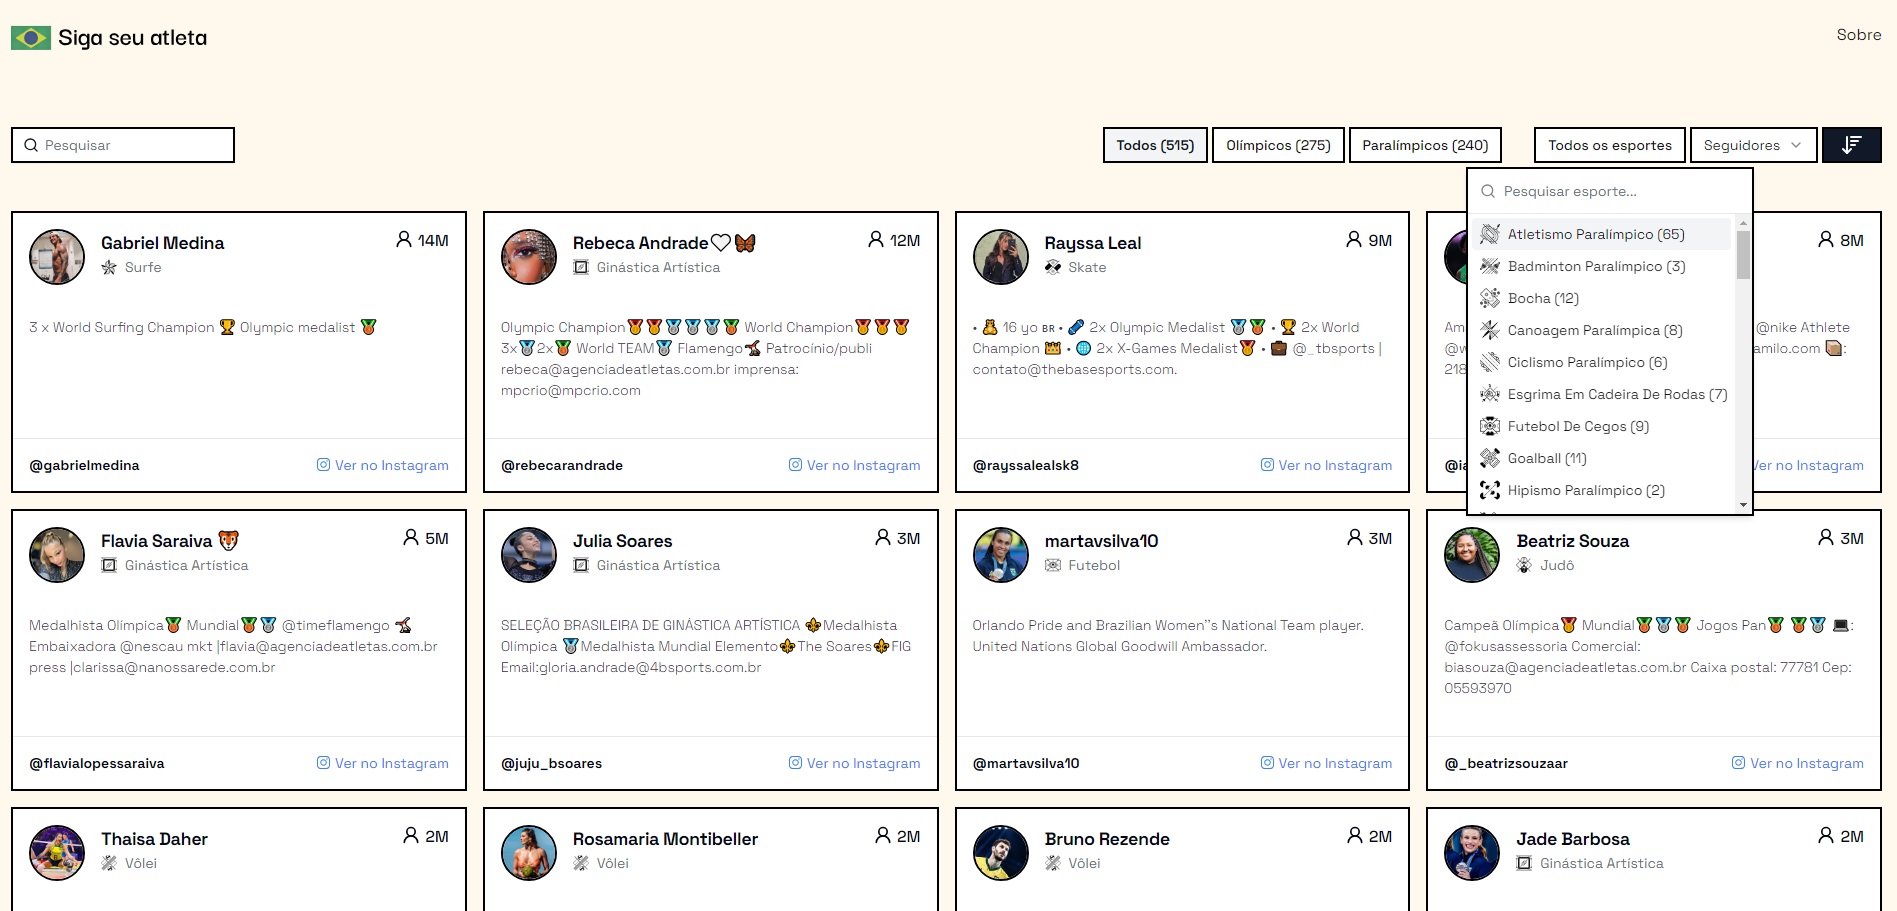 Siga seu atleta
Sobre
Pesquisar
Todos (515)
Olímpicos (275)
Paralímpicos (240)
Todos os esportes
Seguidores
Pesquisar esporte...
Atletismo Paralímpico (65)
Badminton Paralímpico (3)
Bocha (12)
Canoagem Paralímpica (8)
Ciclismo Paralímpico (6)
Esgrima Em Cadeira De Rodas (7)
Futebol De Cegos (9)
Goalball (11)
Hipismo Paralímpico (2)
Gabriel Medina
14M
Surfe
3 x World Surfing Champion 🏆 Olympic medalist 🥉
@gabrielmedina
Ver no Instagram
Rebeca Andrade🤍🦋
12M
Ginástica Artística
Olympic Champion🥇🥇🥈🥈🥈🥉 World Champion🥇🥇🥇
3x🥈2x🥉 World TEAM🥈 Flamengo🤸 Patrocínio/publi
rebeca@agenciadeatletas.com.br imprensa:
mpcrio@mpcrio.com
@rebecarandrade
Ver no Instagram
Rayssa Leal
9M
Skate
• 🧸 16 yo BR • 🛹 2x Olympic Medalist 🥈🥉 • 🏆 2x World
Champion 👑 • 🌐 2x X-Games Medalist🥇 • 💼 @_tbsports |
contato@thebasesports.com.
@rayssalealsk8
Ver no Instagram
8M
Am
@nike Athlete
@w
amilo.com 📦:
218
@ia
Ver no Instagram
Flavia Saraiva 🐯
5M
Ginástica Artística
Medalhista Olímpica🥉 Mundial🥉🥈 @timeflamengo 🤸
Embaixadora @nescau mkt |flavia@agenciadeatletas.com.br
press |clarissa@nanossarede.com.br
@flavialopessaraiva
Ver no Instagram
Julia Soares
3M
Ginástica Artística
SELEÇÃO BRASILEIRA DE GINÁSTICA ARTÍSTICA ⚜️Medalhista
Olímpica 🥈Medalhista Mundial Elemento⚜️The Soares⚜️FIG
Email:gloria.andrade@4bsports.com.br
@juju_bsoares
Ver no Instagram
martavsilva10
3M
Futebol
Orlando Pride and Brazilian Women''s National Team player.
United Nations Global Goodwill Ambassador.
@martavsilva10
Ver no Instagram
Beatriz Souza
3M
Judô
Campeã Olímpica🥇 Mundial🥉🥈🥉 Jogos Pan🥉 🥉🥈 💻:
@fokusassessoria Comercial:
biasouza@agenciadeatletas.com.br Caixa postal: 77781 Cep:
05593970
@_beatrizsouzaar
Ver no Instagram
Thaisa Daher
2M
Vôlei
Rosamaria Montibeller
2M
Vôlei
Bruno Rezende
2M
Vôlei
Jade Barbosa
2M
Ginástica Artística